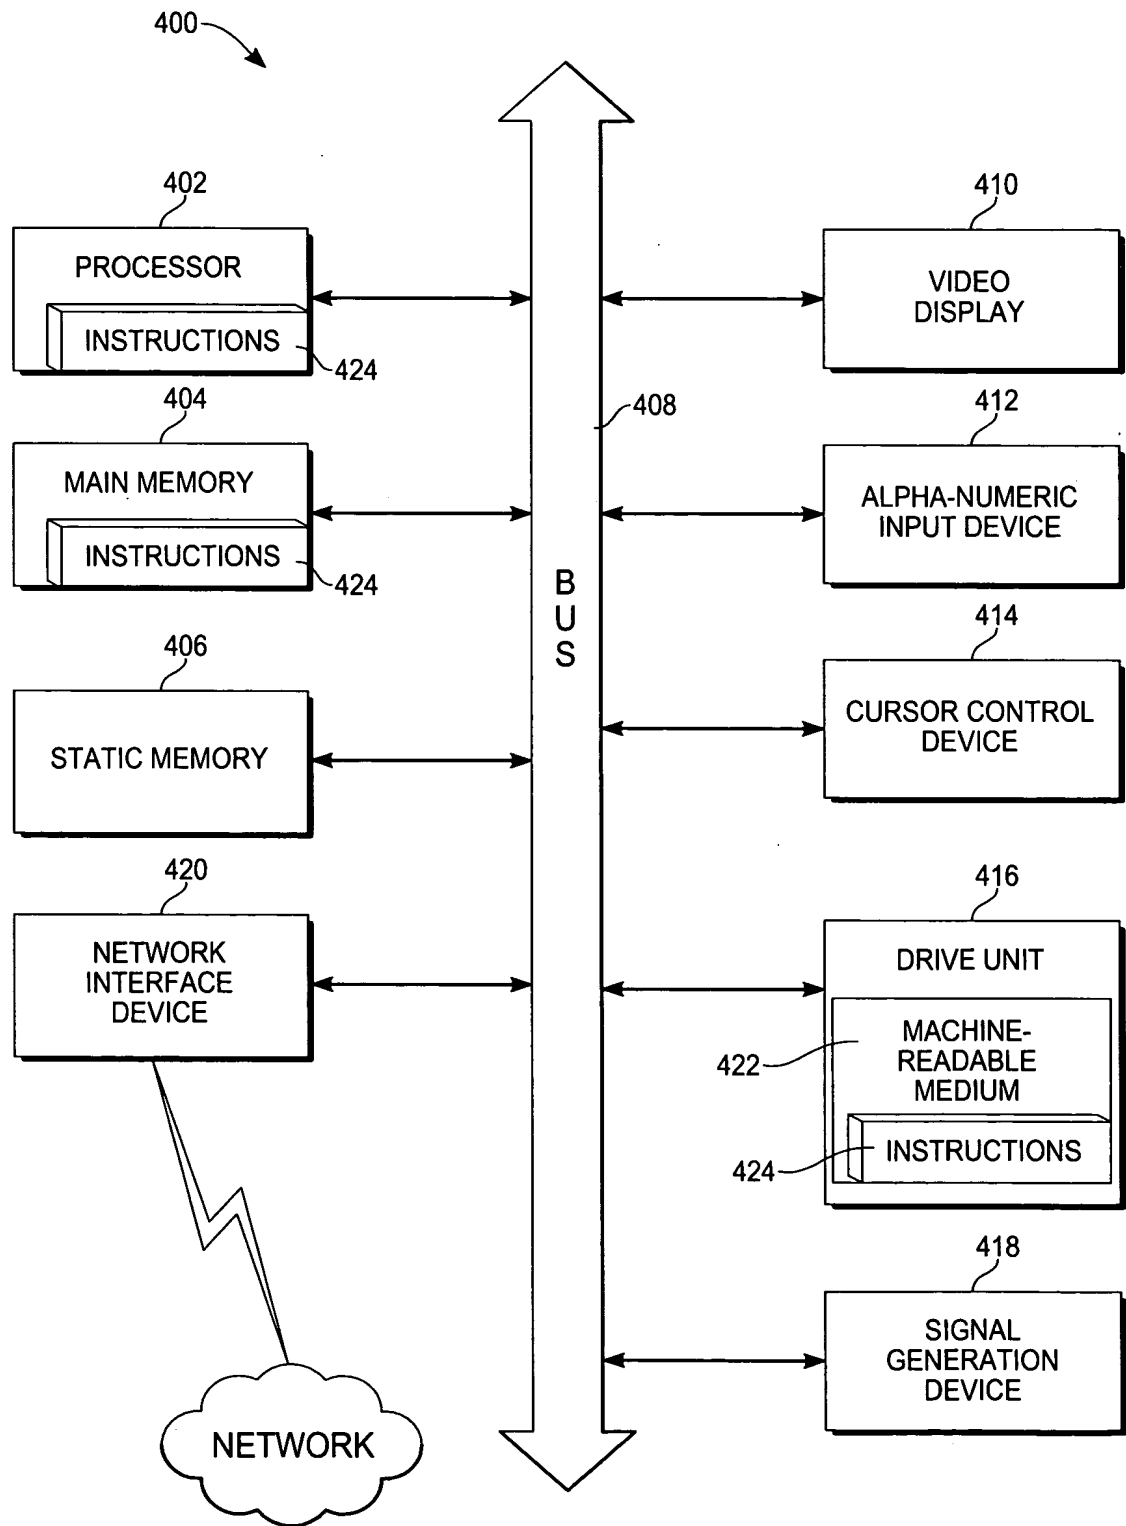 400
402
PROCESSOR
INSTRUCTIONS
424
404
MAIN MEMORY
INSTRUCTIONS
424
406
STATIC MEMORY
420
NETWORK
INTERFACE
DEVICE
NETWORK
408
B
U
S
410
VIDEO
DISPLAY
412
ALPHA-NUMERIC
INPUT DEVICE
414
CURSOR CONTROL
DEVICE
416
DRIVE UNIT
422
MACHINE-
READABLE
MEDIUM
424
INSTRUCTIONS
418
SIGNAL
GENERATION
DEVICE